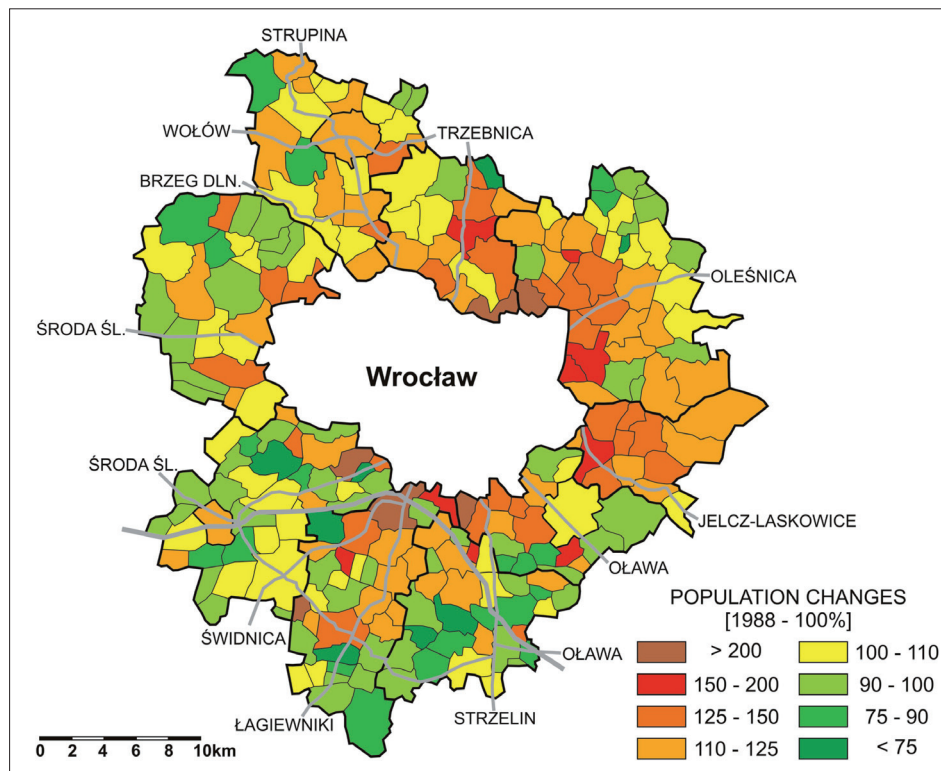 STRUPINA
WOŁÓW
TRZEBNICA
BRZEG DLN.
OLEŚNICA
ŚRODA ŚL.
Wrocław
ŚRODA ŚL.
JELCZ-LASKOWICE
OŁAWA
ŚWIDNICA
OŁAWA
ŁAGIEWNIKI
STRZELIN
POPULATION CHANGES
[1988 - 100%]
> 200
150 - 200
125 - 150
110 - 125
100 - 110
90 - 100
75 - 90
< 75
0 2 4 6 8 10km